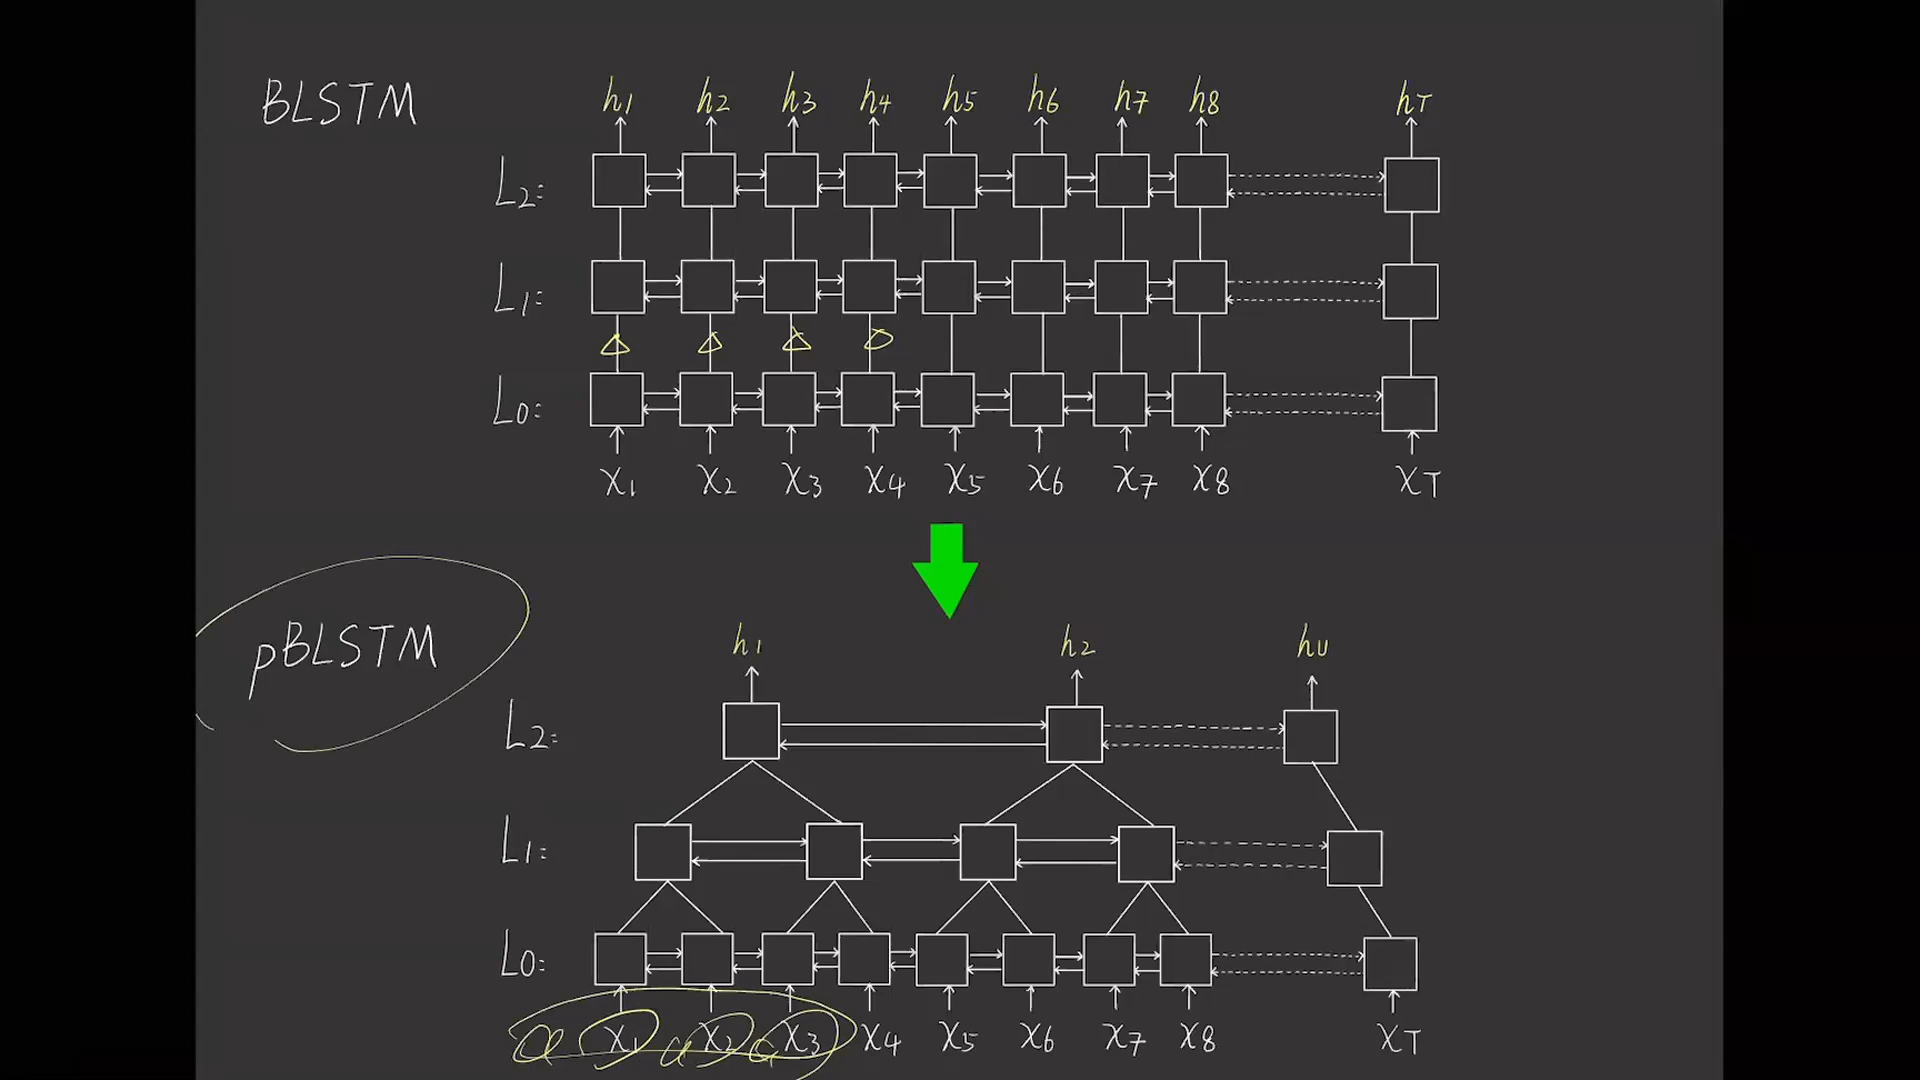 BLSTM
h1 h2 h3 h4 h5 h6 h7 h8 hT
L2:
L1:
L0:
x1 x2 x3 x4 x5 x6 x7 x8 xT
pBLSTM
h1 h2 hU
L2:
L1:
L0:
x1 x2 x3 x4 x5 x6 x7 x8 xT